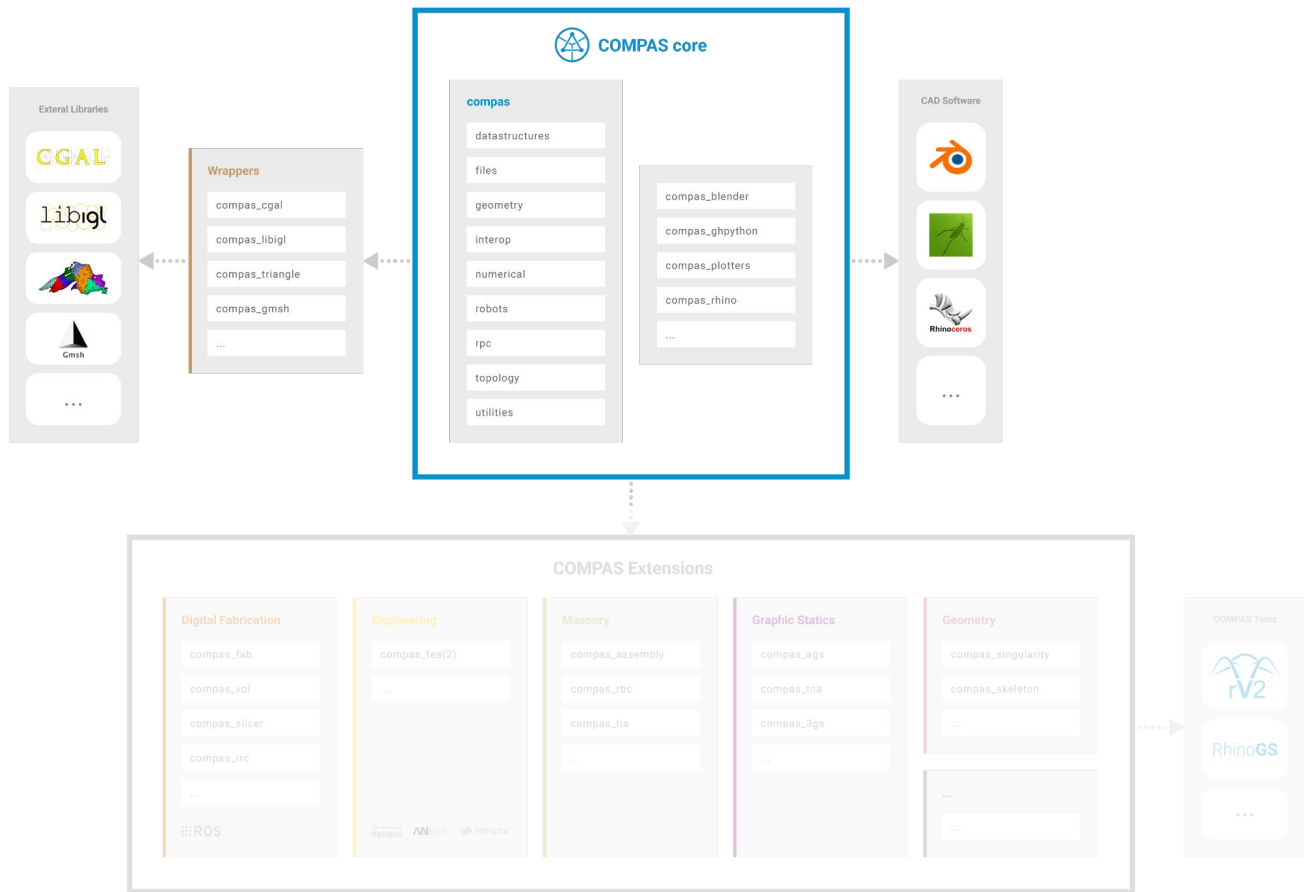 COMPAS core
Exteral Libraries
CGAL
libigl
Gmsh
...
Wrappers
compas_cgal
compas_libigl
compas_triangle
compas_gmsh
...
compas
datastructures
files
geometry
interop
numerical
robots
rpc
topology
utilities
compas_blender
compas_ghpython
compas_plotters
compas_rhino
...
CAD Software
Rhinoceros
...
COMPAS Extensions
Digital Fabrication
compas_fab
compas_vol
compas_slicer
compas_rrc
...
ROS
Engineering
compas_fea(2)
...
ABAQUS
ANSYS
SOFiSTiK
Masonry
compas_assembly
compas_rbc
compas_tia
...
Graphic Statics
compas_ags
compas_tna
compas_3gs
...
Geometry
compas_singularity
compas_skeleton
...
...
...
COMPAS Tools
rV2
RhinoGS
...